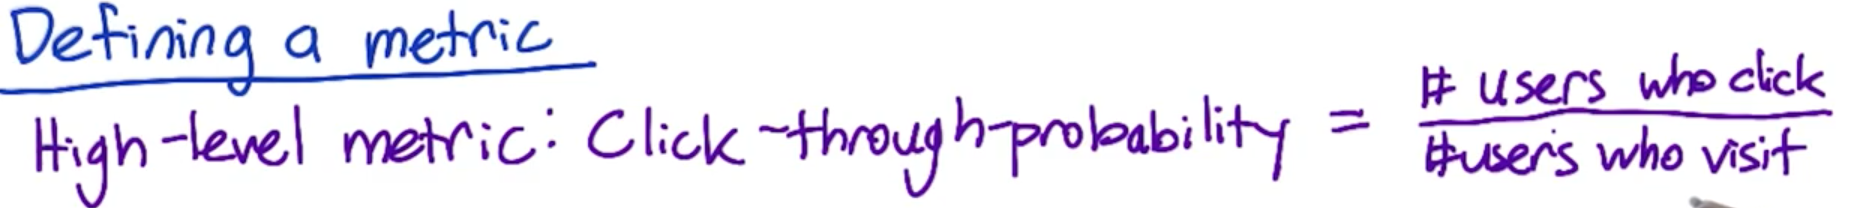 Defining a metric
High-level metric: Click-through-probability = # users who click
#users who visit